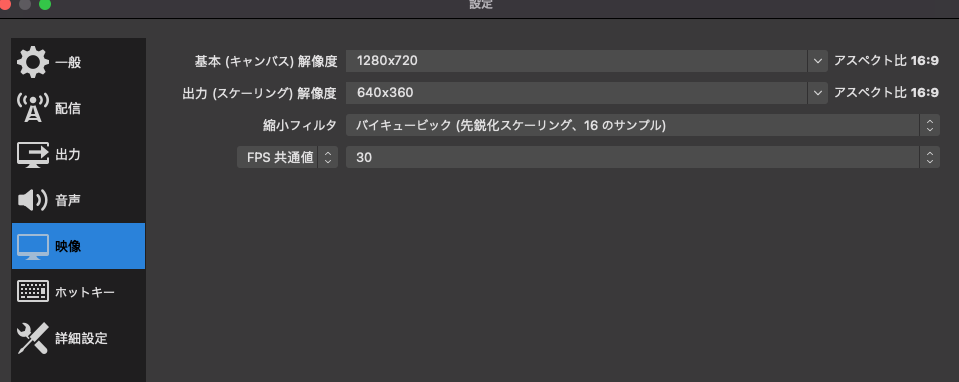 設定
一般
配信
出力
音声
映像
ホットキー
詳細設定
基本 (キャンバス) 解像度 1280x720 アスペクト比 16:9
出力 (スケーリング) 解像度 640x360 アスペクト比 16:9
縮小フィルタ バイキュービック (先鋭化スケーリング、16 のサンプル)
FPS 共通値 30